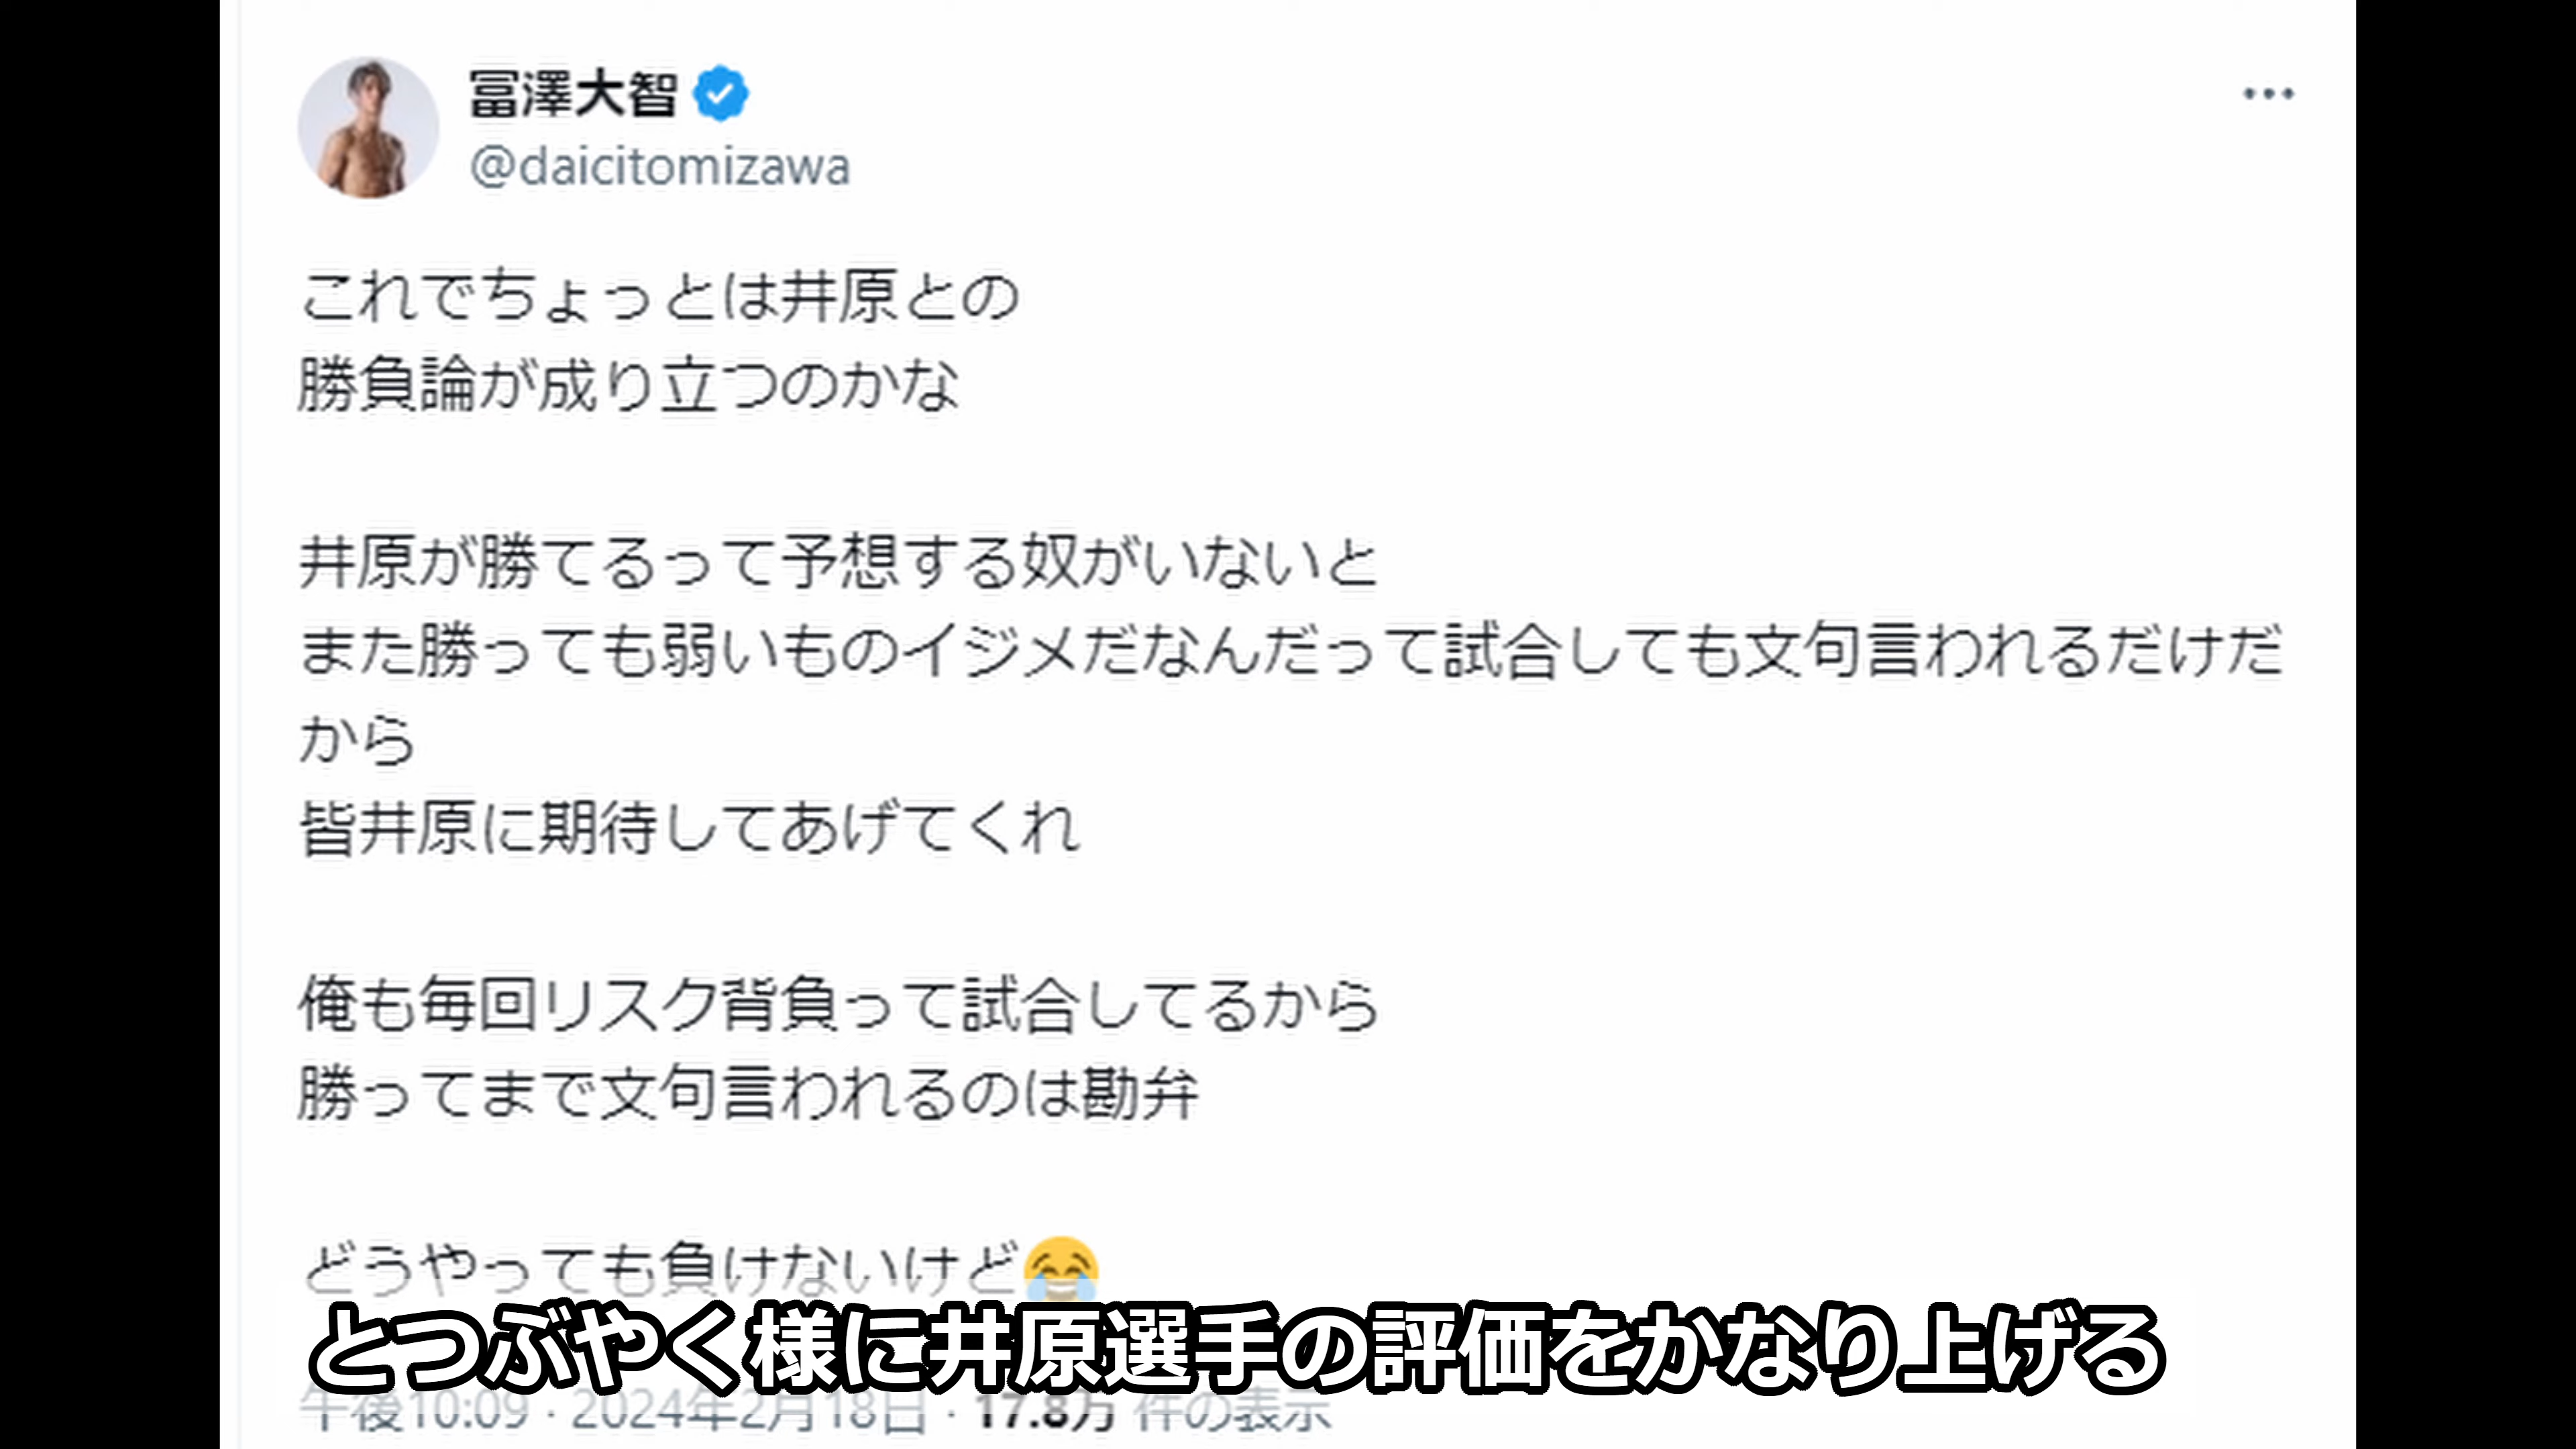 冨澤大智
@daicitomizawa
これでちょっとは井原との
勝負論が成り立つのかな
井原が勝てるって予想する奴がいないと
また勝っても弱いものイジメだなんだって試合しても文句言われるだけだ
から
皆井原に期待してあげてくれ
俺も毎回リスク背負って試合してるから
勝ってまで文句言われるのは勘弁
どうやっても負けないけど😂
とつぶやく様に井原選手の評価をかなり上げる
午後10:09 · 2024年2月18日 · 17.8万 件の表示